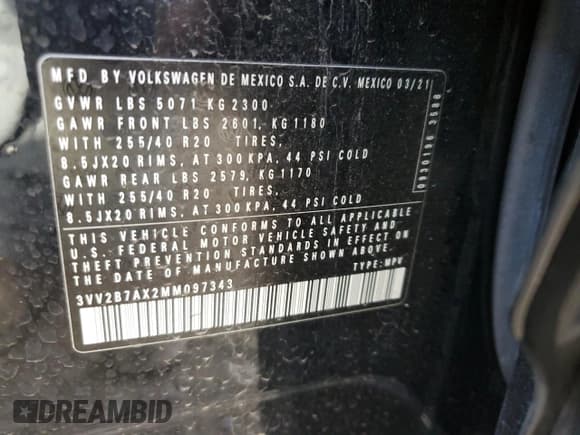 MFD BY VOLKSWAGEN DE MEXICO S.A. DE C.V. MEXICO 03/21
GVWR LBS 5071 KG 2300
GAWR FRONT LBS 2601, KG 1180
WITH 255/40 R20 TIRES,
8.5JX20 RIMS, AT 300 KPA, 44 PSI COLD
GAWR REAR LBS 2579, KG 1170
WITH 255/40 R20 TIRES,
8.5JX20 RIMS, AT 300 KPA, 44 PSI COLD
THIS VEHICLE CONFORMS TO ALL APPLICABLE
U.S. FEDERAL MOTOR VEHICLE SAFETY AND
THEFT PREVENTION STANDARDS IN EFFECT ON
THE DATE OF MANUFACTURE SHOWN ABOVE.
TYPE: MPV
3VV2B7AX2MM097343
DREAMBID